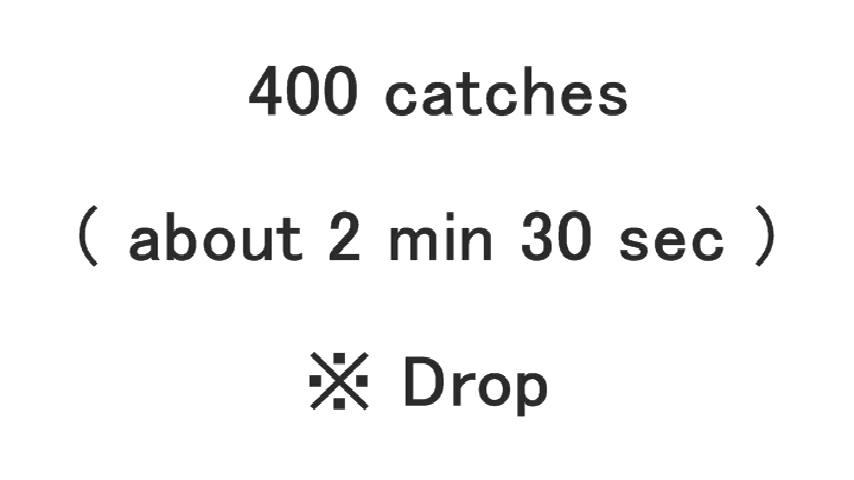 400 catches
( about 2 min 30 sec )
※ Drop